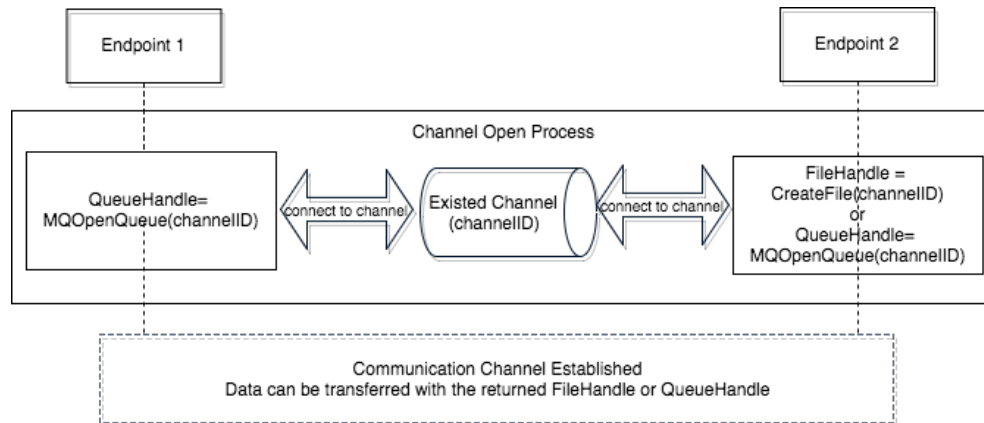 Endpoint 1
Endpoint 2
Channel Open Process
QueueHandle=
MQOpenQueue(channelID)
connect to channel
Existed Channel
(channelID)
connect to channel
FileHandle =
CreateFile(channelID)
or
QueueHandle=
MQOpenQueue(channelID)
Communication Channel Established
Data can be transferred with the returned FileHandle or QueueHandle